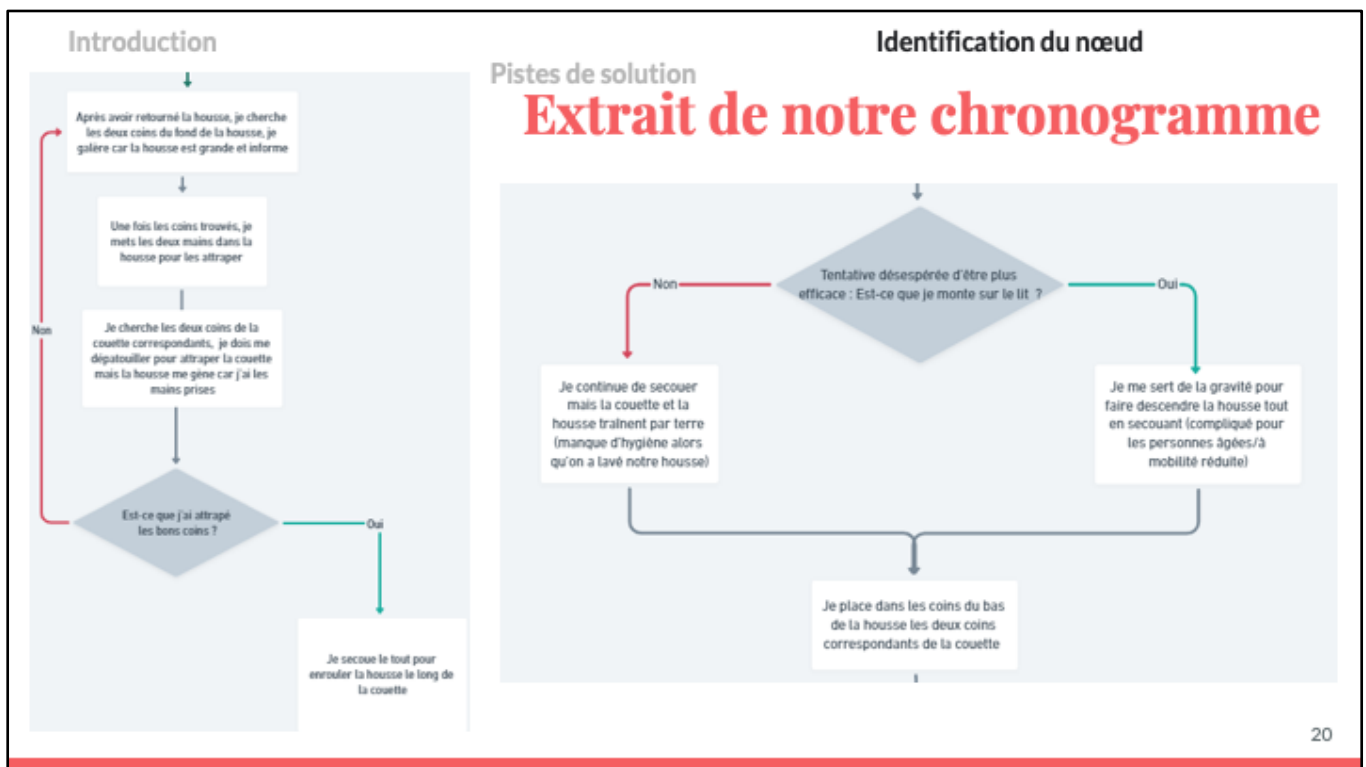 Introduction
Identification du nœud
Pistes de solution
Extrait de notre chronogramme
Après avoir retourné la housse, je cherche
les deux coins du fond de la housse, je
galère car la housse est grande et informe
Une fois les coins trouvés, je
mets les deux mains dans la
housse pour les attraper
Non
Je cherche les deux coins de la
couette correspondants, je dois me
dépatouiller pour attraper la couette
mais la housse me gène car j'ai les
mains prises
Est-ce que j'ai attrapé
les bons coins ?
Oui
Je secoue le tout pour
enrouler la housse le long de
la couette
Tentative désespérée d'être plus
efficace : Est-ce que je monte sur le lit ?
Non
Oui
Je continue de secouer
mais la couette et la
housse traînent par terre
(manque d'hygiène alors
qu'on a lavé notre housse)
Je me sert de la gravité pour
faire descendre la housse tout
en secouant (compliqué pour
les personnes âgées/à
mobilité réduite)
Je place dans les coins du bas
de la housse les deux coins
correspondants de la couette
20